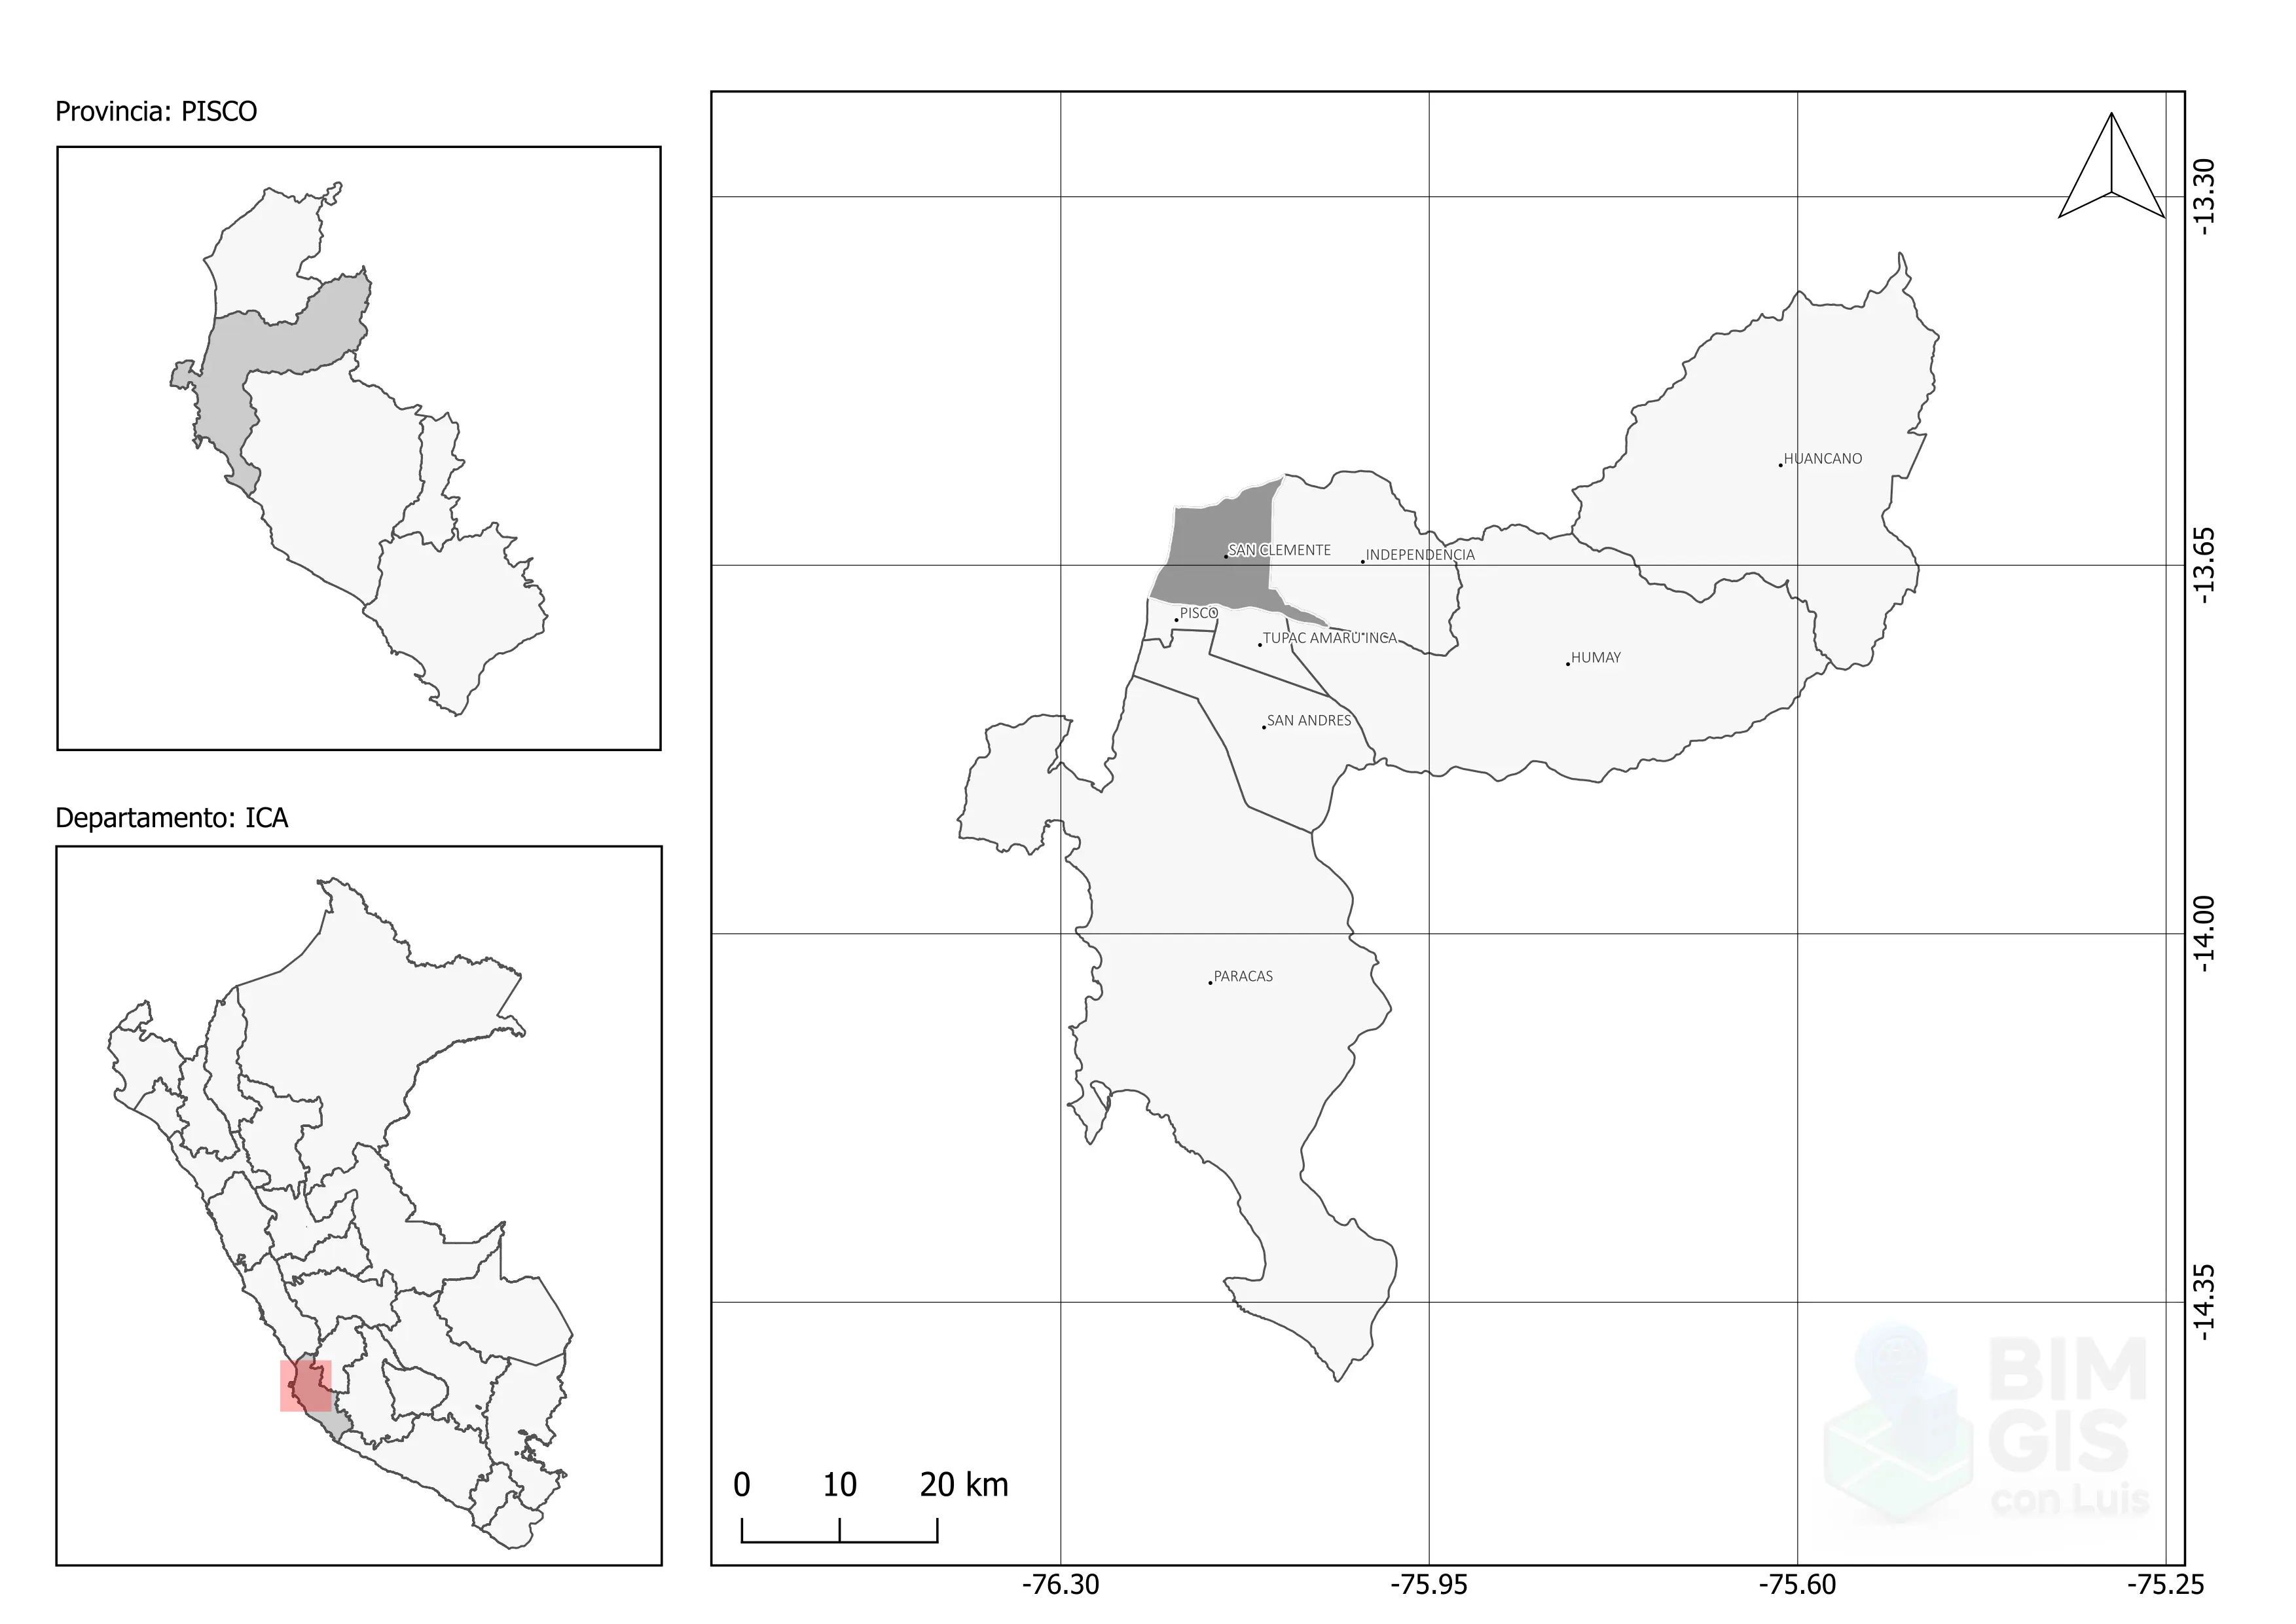 Provincia: PISCO
Departamento: ICA
HUANCANO
SAN CLEMENTE
INDEPENDENCIA
PISCO
TUPAC AMARU INCA
HUMAY
SAN ANDRES
PARACAS
-13.30
-13.65
-14.00
-14.35
0 10 20 km
BIM
GIS
con Luis
-76.30 -75.95 -75.60 -75.25